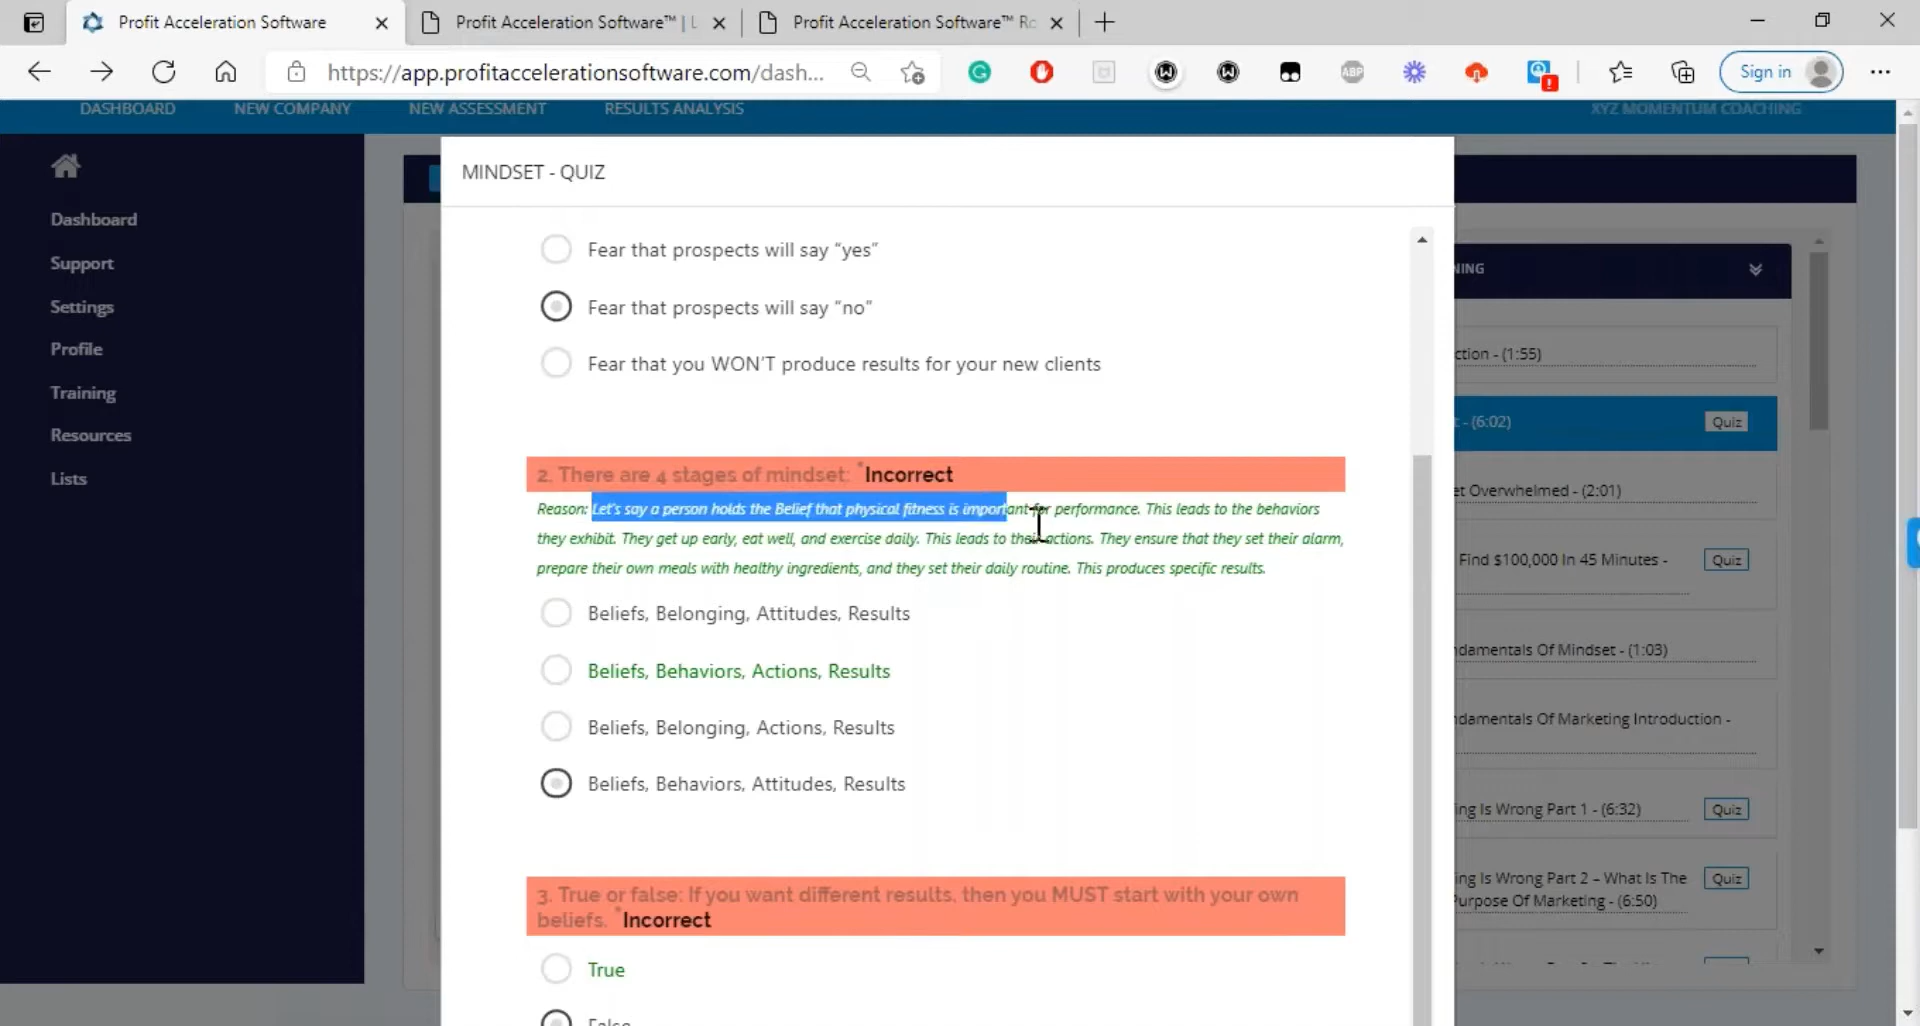 Profit Acceleration Software
Profit Acceleration Software™ | L
Profit Acceleration Software™ Ro
https://app.profitaccelerationsoftware.com/dash...
ABP
Sign in
DASHBOARD
NEW COMPANY
NEW ASSESSMENT
RESULTS ANALYSIS
XYZ MOMENTUM COACHING
Dashboard
Support
Settings
Profile
Training
Resources
Lists
MINDSET - QUIZ
Fear that prospects will say “yes”
Fear that prospects will say “no”
Fear that you WON’T produce results for your new clients
2. There are 4 stages of mindset: *Incorrect
Reason: Let's say a person holds the Belief that physical fitness is important for performance. This leads to the behaviors
they exhibit. They get up early, eat well, and exercise daily. This leads to their actions. They ensure that they set their alarm,
prepare their own meals with healthy ingredients, and they set their daily routine. This produces specific results.
Beliefs, Belonging, Attitudes, Results
Beliefs, Behaviors, Actions, Results
Beliefs, Belonging, Actions, Results
Beliefs, Behaviors, Attitudes, Results
3. True or false: If you want different results, then you MUST start with your own
beliefs. *Incorrect
True
False
NING
ction - (1:55)
t - (6:02)
Quiz
et Overwhelmed - (2:01)
Find $100,000 In 45 Minutes -
Quiz
ndamentals Of Mindset - (1:03)
ndamentals Of Marketing Introduction -
ing Is Wrong Part 1 - (6:32)
Quiz
ing Is Wrong Part 2 – What Is The
Purpose Of Marketing - (6:50)
Quiz